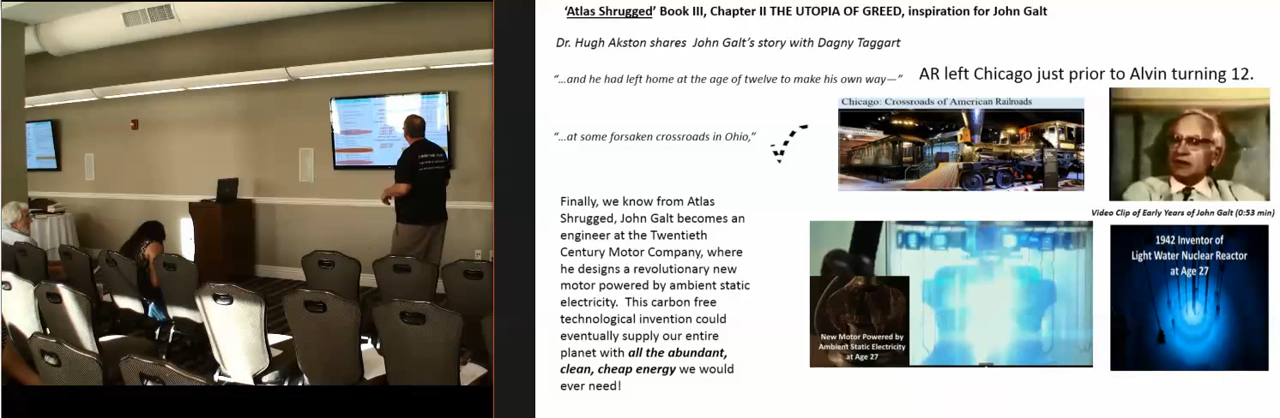 'Atlas Shrugged' Book III, Chapter II THE UTOPIA OF GREED, inspiration for John Galt
Dr. Hugh Akston shares John Galt's story with Dagny Taggart
"...and he had left home at the age of twelve to make his own way—"
AR left Chicago just prior to Alvin turning 12.
Chicago: Crossroads of American Railroads
"...at some forsaken crossroads in Ohio,"
Video Clip of Early Years of John Galt (0:53 min)
Finally, we know from Atlas
Shrugged, John Galt becomes an
engineer at the Twentieth
Century Motor Company, where
he designs a revolutionary new
motor powered by ambient static
electricity. This carbon free
technological invention could
eventually supply our entire
planet with all the abundant,
clean, cheap energy we would
ever need!
New Motor Powered by
Ambient Static Electricity
at Age 27
1942 Inventor of
Light Water Nuclear Reactor
at Age 27